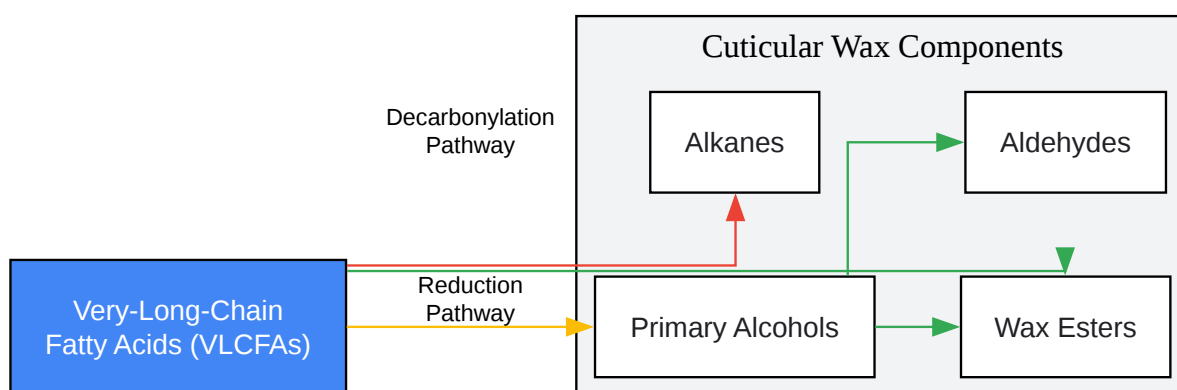 Cuticular Wax Components
Decarbonylation
Pathway
Alkanes
Aldehydes
Very-Long-Chain
Fatty Acids (VLCFAs)
Reduction
Pathway
Primary Alcohols
Wax Esters